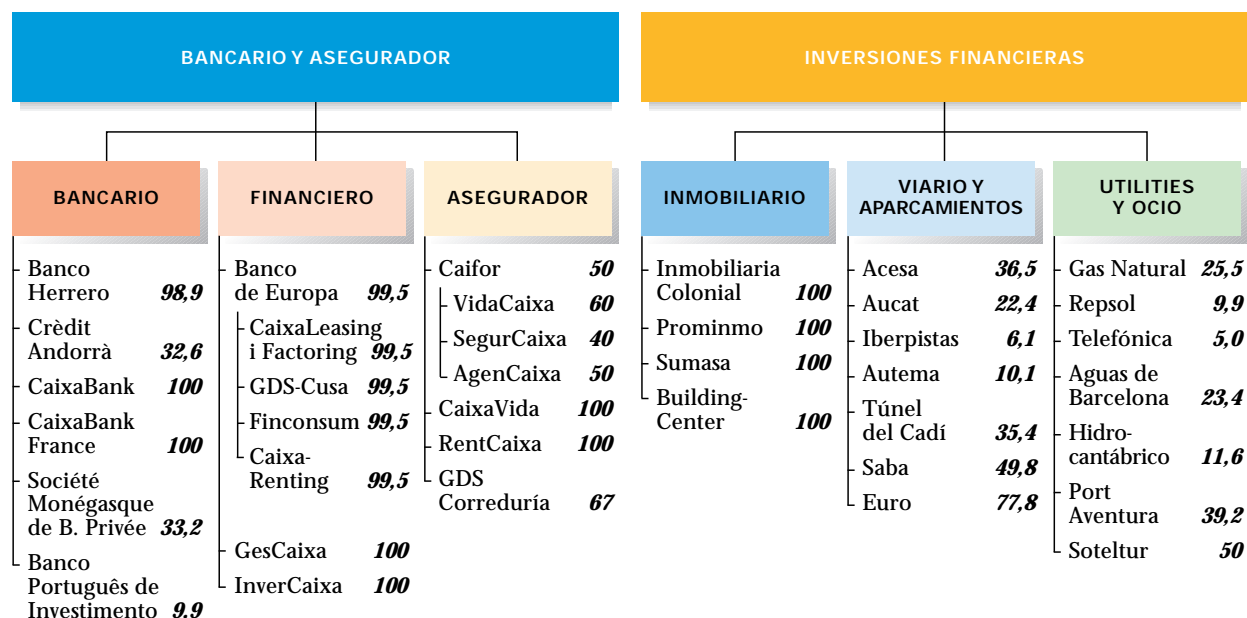 BANCARIO Y ASEGURADOR
BANCARIO
Banco
Herrero 98,9
Crèdit
Andorrà 32,6
CaixaBank 100
CaixaBank
France 100
Société
Monégasque
de B. Privée 33,2
Banco
Português de
Investimento 9,9
FINANCIERO
Banco
de Europa 99,5
CaixaLeasing
i Factoring 99,5
GDS-Cusa 99,5
Finconsum 99,5
Caixa-
Renting 99,5
GesCaixa 100
InverCaixa 100
ASEGURADOR
Caifor 50
VidaCaixa 60
SegurCaixa 40
AgenCaixa 50
CaixaVida 100
RentCaixa 100
GDS
Correduría 67
INVERSIONES FINANCIERAS
INMOBILIARIO
Inmobiliaria
Colonial 100
Prominmo 100
Sumasa 100
Building-
Center 100
VIARIO Y
APARCAMIENTOS
Acesa 36,5
Aucat 22,4
Iberpistas 6,1
Autema 10,1
Túnel
del Cadí 35,4
Saba 49,8
Euro 77,8
UTILITIES
Y OCIO
Gas Natural 25,5
Repsol 9,9
Telefónica 5,0
Aguas de
Barcelona 23,4
Hidro-
cantábrico 11,6
Port
Aventura 39,2
Soteltur 50